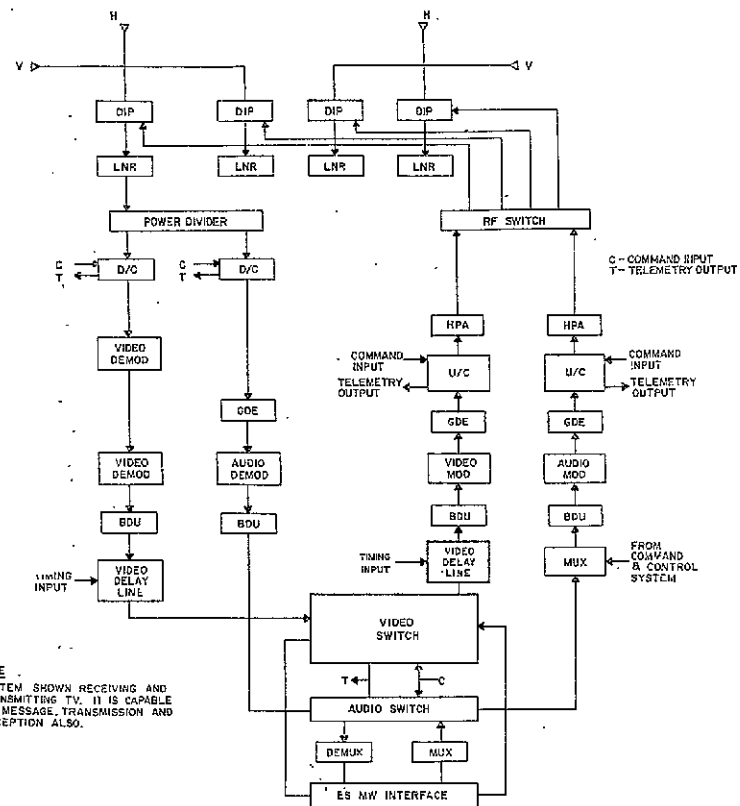 H H
V V
DIP DIP DIP DIP
LNR LNR LNR LNR
POWER DIVIDER RF SWITCH
C
T
D/C
C
T
D/C
C - COMMAND INPUT
T - TELEMETRY OUTPUT
HPA HPA
VIDEO
DEMOD
COMMAND
INPUT
TELEMETRY
OUTPUT
U/C U/C
COMMAND
INPUT
TELEMETRY
OUTPUT
GDE GDE GDE
VIDEO
DEMOD
AUDIO
DEMOD
VIDEO
MOD
AUDIO
MOD
BDU BDU BDU BDU
TIMING
INPUT
VIDEO
DELAY
LINE
TIMING
INPUT
VIDEO
DELAY
LINE
MUX
FROM
COMMAND
& CONTROL
SYSTEM
VIDEO
SWITCH
T C
AUDIO SWITCH
DEMUX MUX
ES MW INTERFACE
E
TEM SHOWN RECEIVING AND
NSMITTING TV. IT IS CAPABLE
MESSAGE, TRANSMISSION AND
CEPTION ALSO.